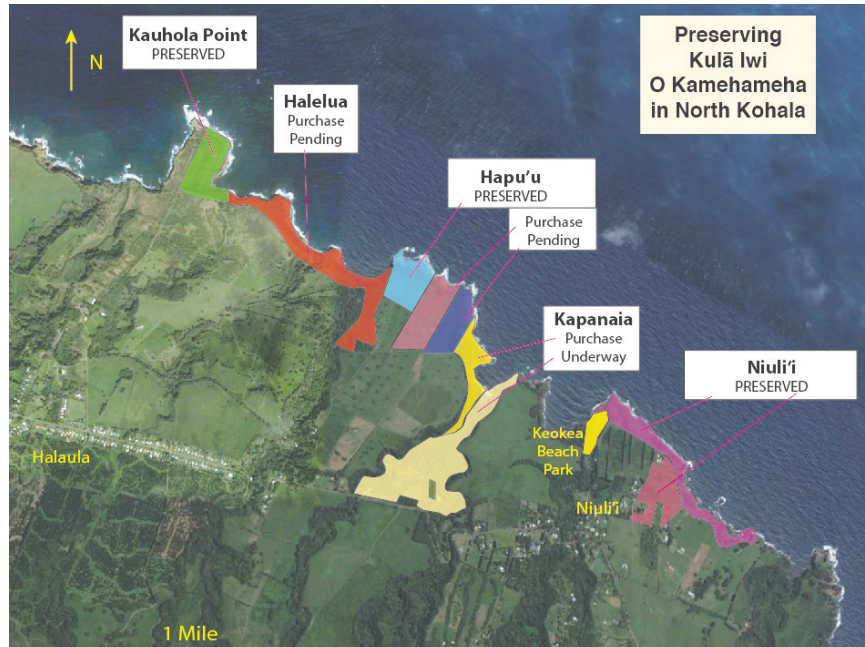 Preserving
Kulā Iwi
O Kamehameha
in North Kohala
N
Kauhola Point
PRESERVED
Halelua
Purchase
Pending
Hapu'u
PRESERVED
Purchase
Pending
Kapanaia
Purchase
Underway
Niuli'i
PRESERVED
Keokea
Beach
Park
Halaula
Niuli'i
1 Mile